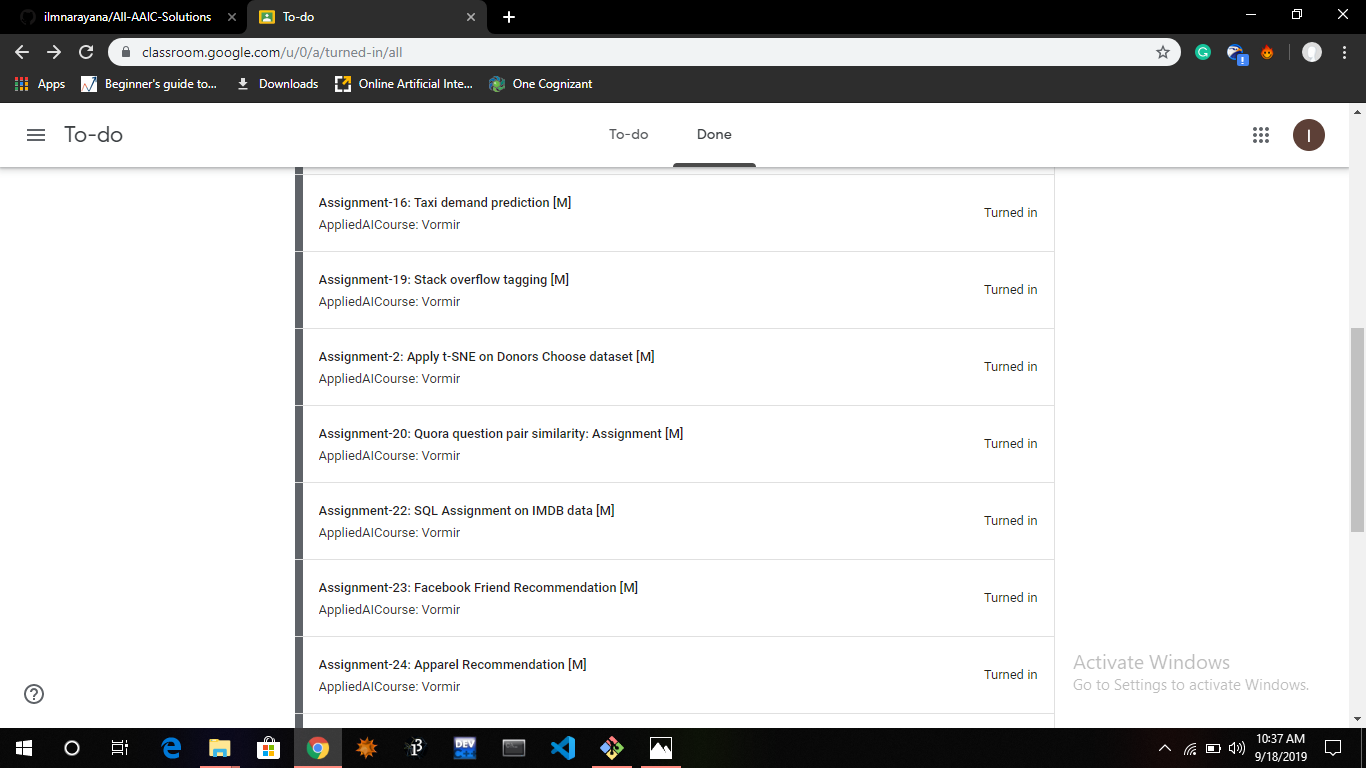 ilmnarayana/All-AAIC-Solutions
To-do
classroom.google.com/u/0/a/turned-in/all
Apps
Beginner's guide to...
Downloads
Online Artificial Inte...
One Cognizant
To-do
To-do
Done
I
Assignment-16: Taxi demand prediction [M]
AppliedAICourse: Vormir
Turned in
Assignment-19: Stack overflow tagging [M]
AppliedAICourse: Vormir
Turned in
Assignment-2: Apply t-SNE on Donors Choose dataset [M]
AppliedAICourse: Vormir
Turned in
Assignment-20: Quora question pair similarity: Assignment [M]
AppliedAICourse: Vormir
Turned in
Assignment-22: SQL Assignment on IMDB data [M]
AppliedAICourse: Vormir
Turned in
Assignment-23: Facebook Friend Recommendation [M]
AppliedAICourse: Vormir
Turned in
Assignment-24: Apparel Recommendation [M]
AppliedAICourse: Vormir
Turned in
Activate Windows
Go to Settings to activate Windows.
DEV
10:37 AM
9/18/2019